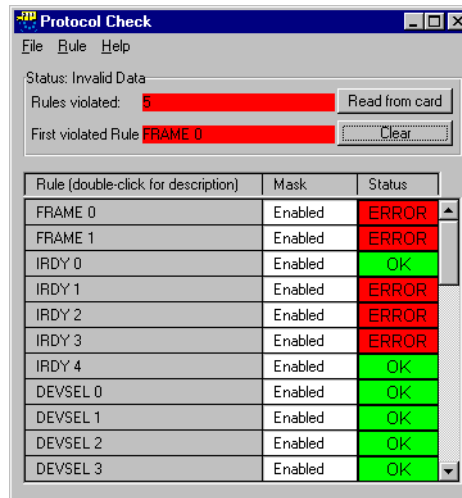 Protocol Check
File Rule Help
Status: Invalid Data
Rules violated: 5 Read from card
First violated Rule FRAME 0 Clear
Rule (double-click for description) Mask Status
FRAME 0 Enabled ERROR
FRAME 1 Enabled ERROR
IRDY 0 Enabled OK
IRDY 1 Enabled ERROR
IRDY 2 Enabled ERROR
IRDY 3 Enabled ERROR
IRDY 4 Enabled OK
DEVSEL 0 Enabled OK
DEVSEL 1 Enabled OK
DEVSEL 2 Enabled OK
DEVSEL 3 Enabled OK